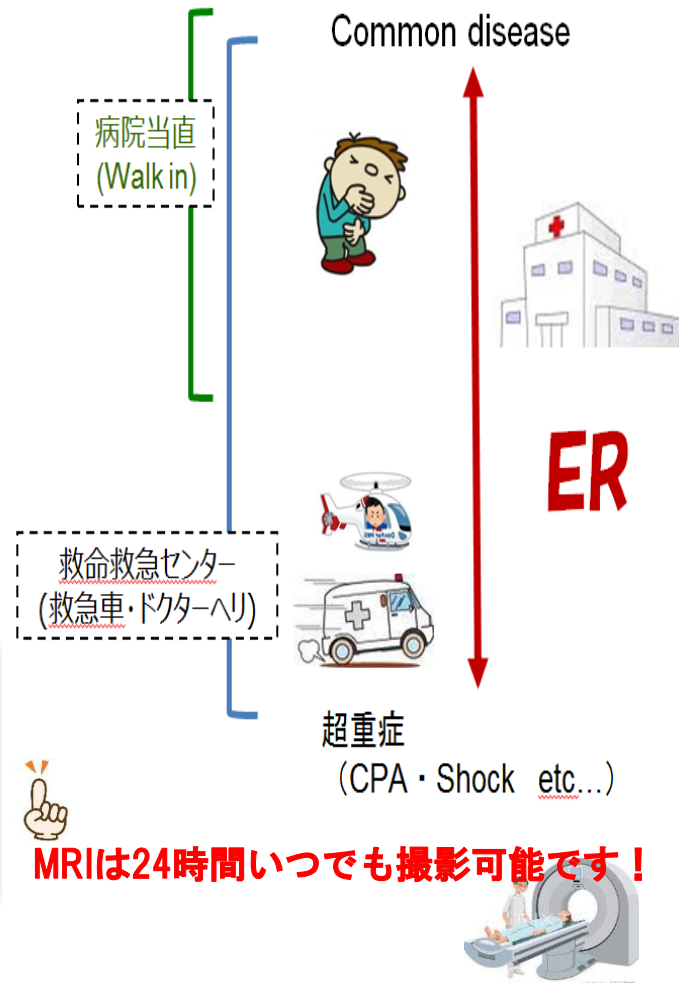 Common disease
病院当直
(Walk in)
ER
救命救急センター
(救急車・ドクターヘリ)
超重症
（CPA・Shock etc...）
MRIは24時間いつでも撮影可能です！